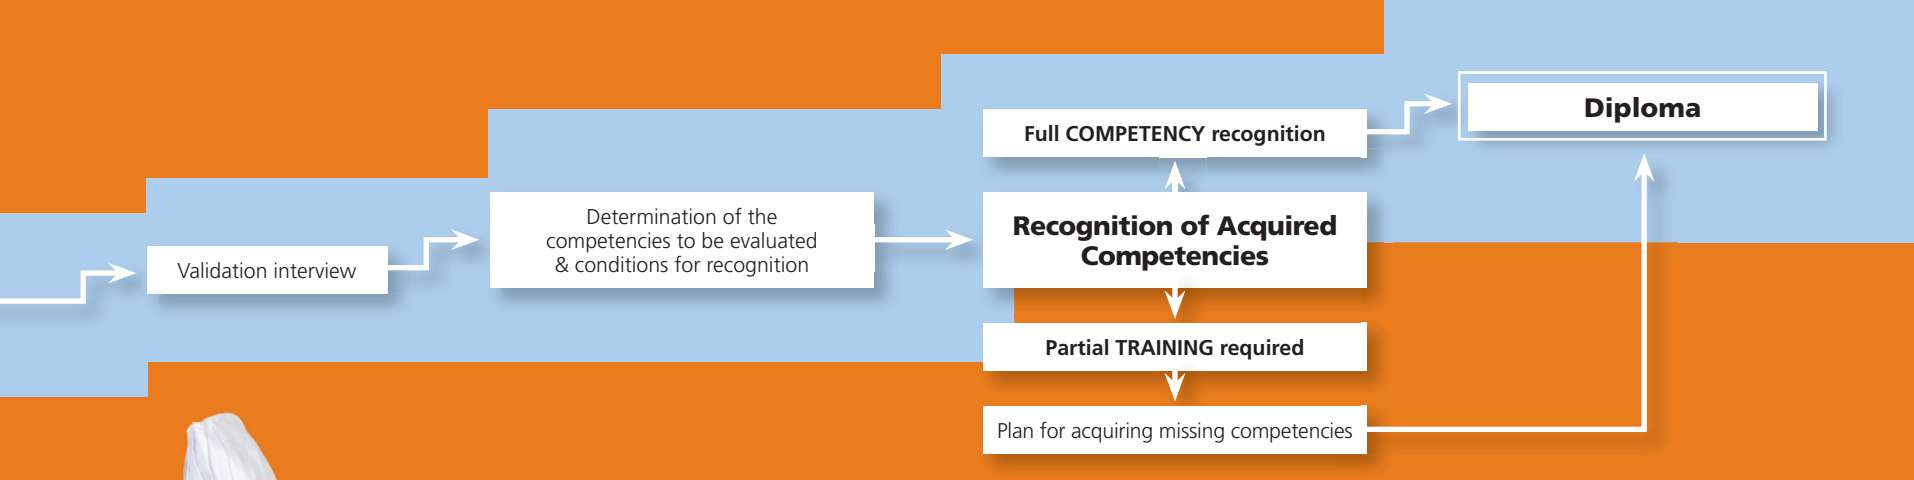 Validation interview
Determination of the
competencies to be evaluated
& conditions for recognition
Full COMPETENCY recognition
Recognition of Acquired
Competencies
Partial TRAINING required
Plan for acquiring missing competencies
Diploma